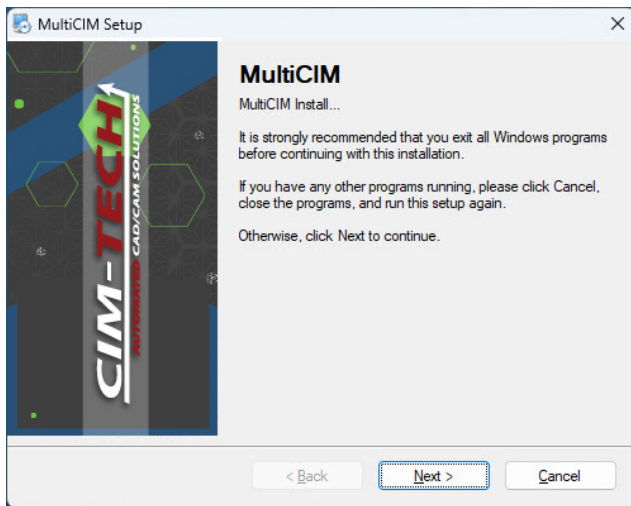 MultiCIM Setup
CIM-TECH
AUTOMATED CAD/CAM SOLUTIONS
MultiCIM
MultiCIM Install...
It is strongly recommended that you exit all Windows programs
before continuing with this installation.
If you have any other programs running, please click Cancel,
close the programs, and run this setup again.
Otherwise, click Next to continue.
< Back
Next >
Cancel